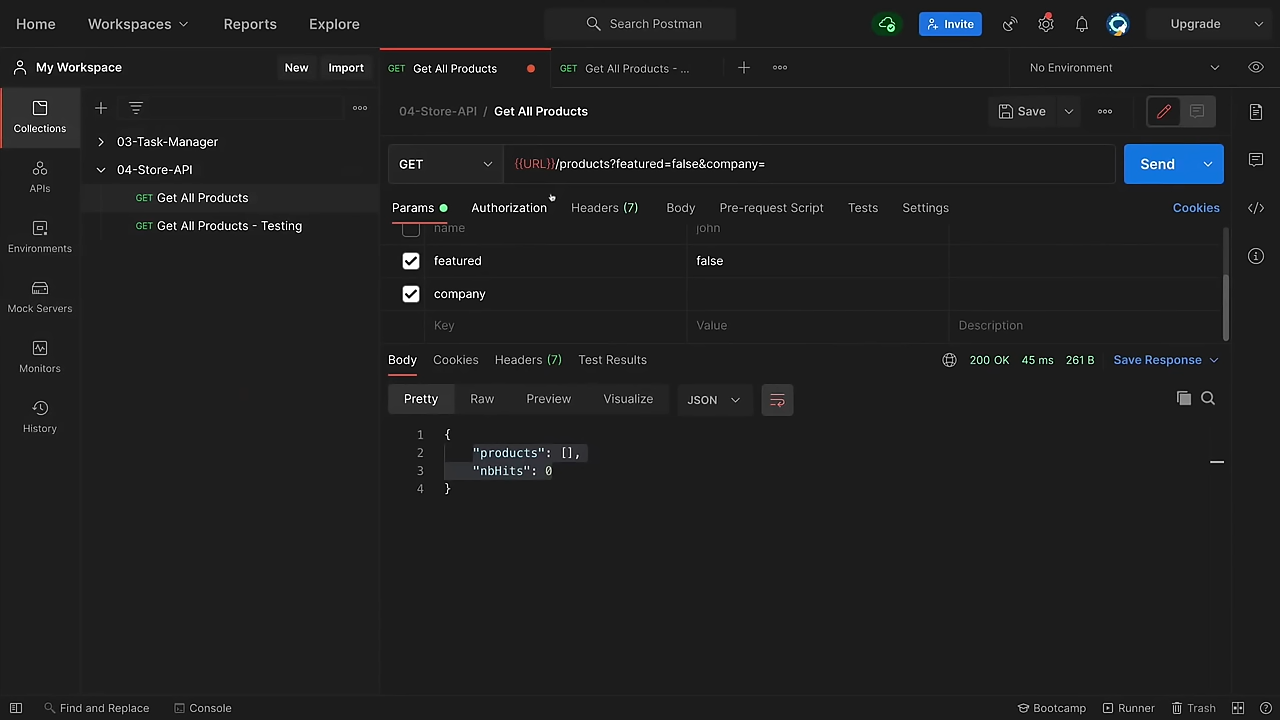 Home Workspaces Reports Explore Search Postman Invite Upgrade
My Workspace New Import GET Get All Products GET Get All Products - ... No Environment
Collections
04-Store-API / Get All Products Save
03-Task-Manager
04-Store-API
GET {{URL}}/products?featured=false&company= Send
APIs
GET Get All Products
GET Get All Products - Testing
Params Authorization Headers (7) Body Pre-request Script Tests Settings Cookies
name john
Environments
featured false
company
Mock Servers
Key Value Description
Monitors
Body Cookies Headers (7) Test Results 200 OK 45 ms 261 B Save Response
History
Pretty Raw Preview Visualize JSON
1 {
2 "products": [],
3 "nbHits": 0
4 }
Find and Replace Console Bootcamp Runner Trash